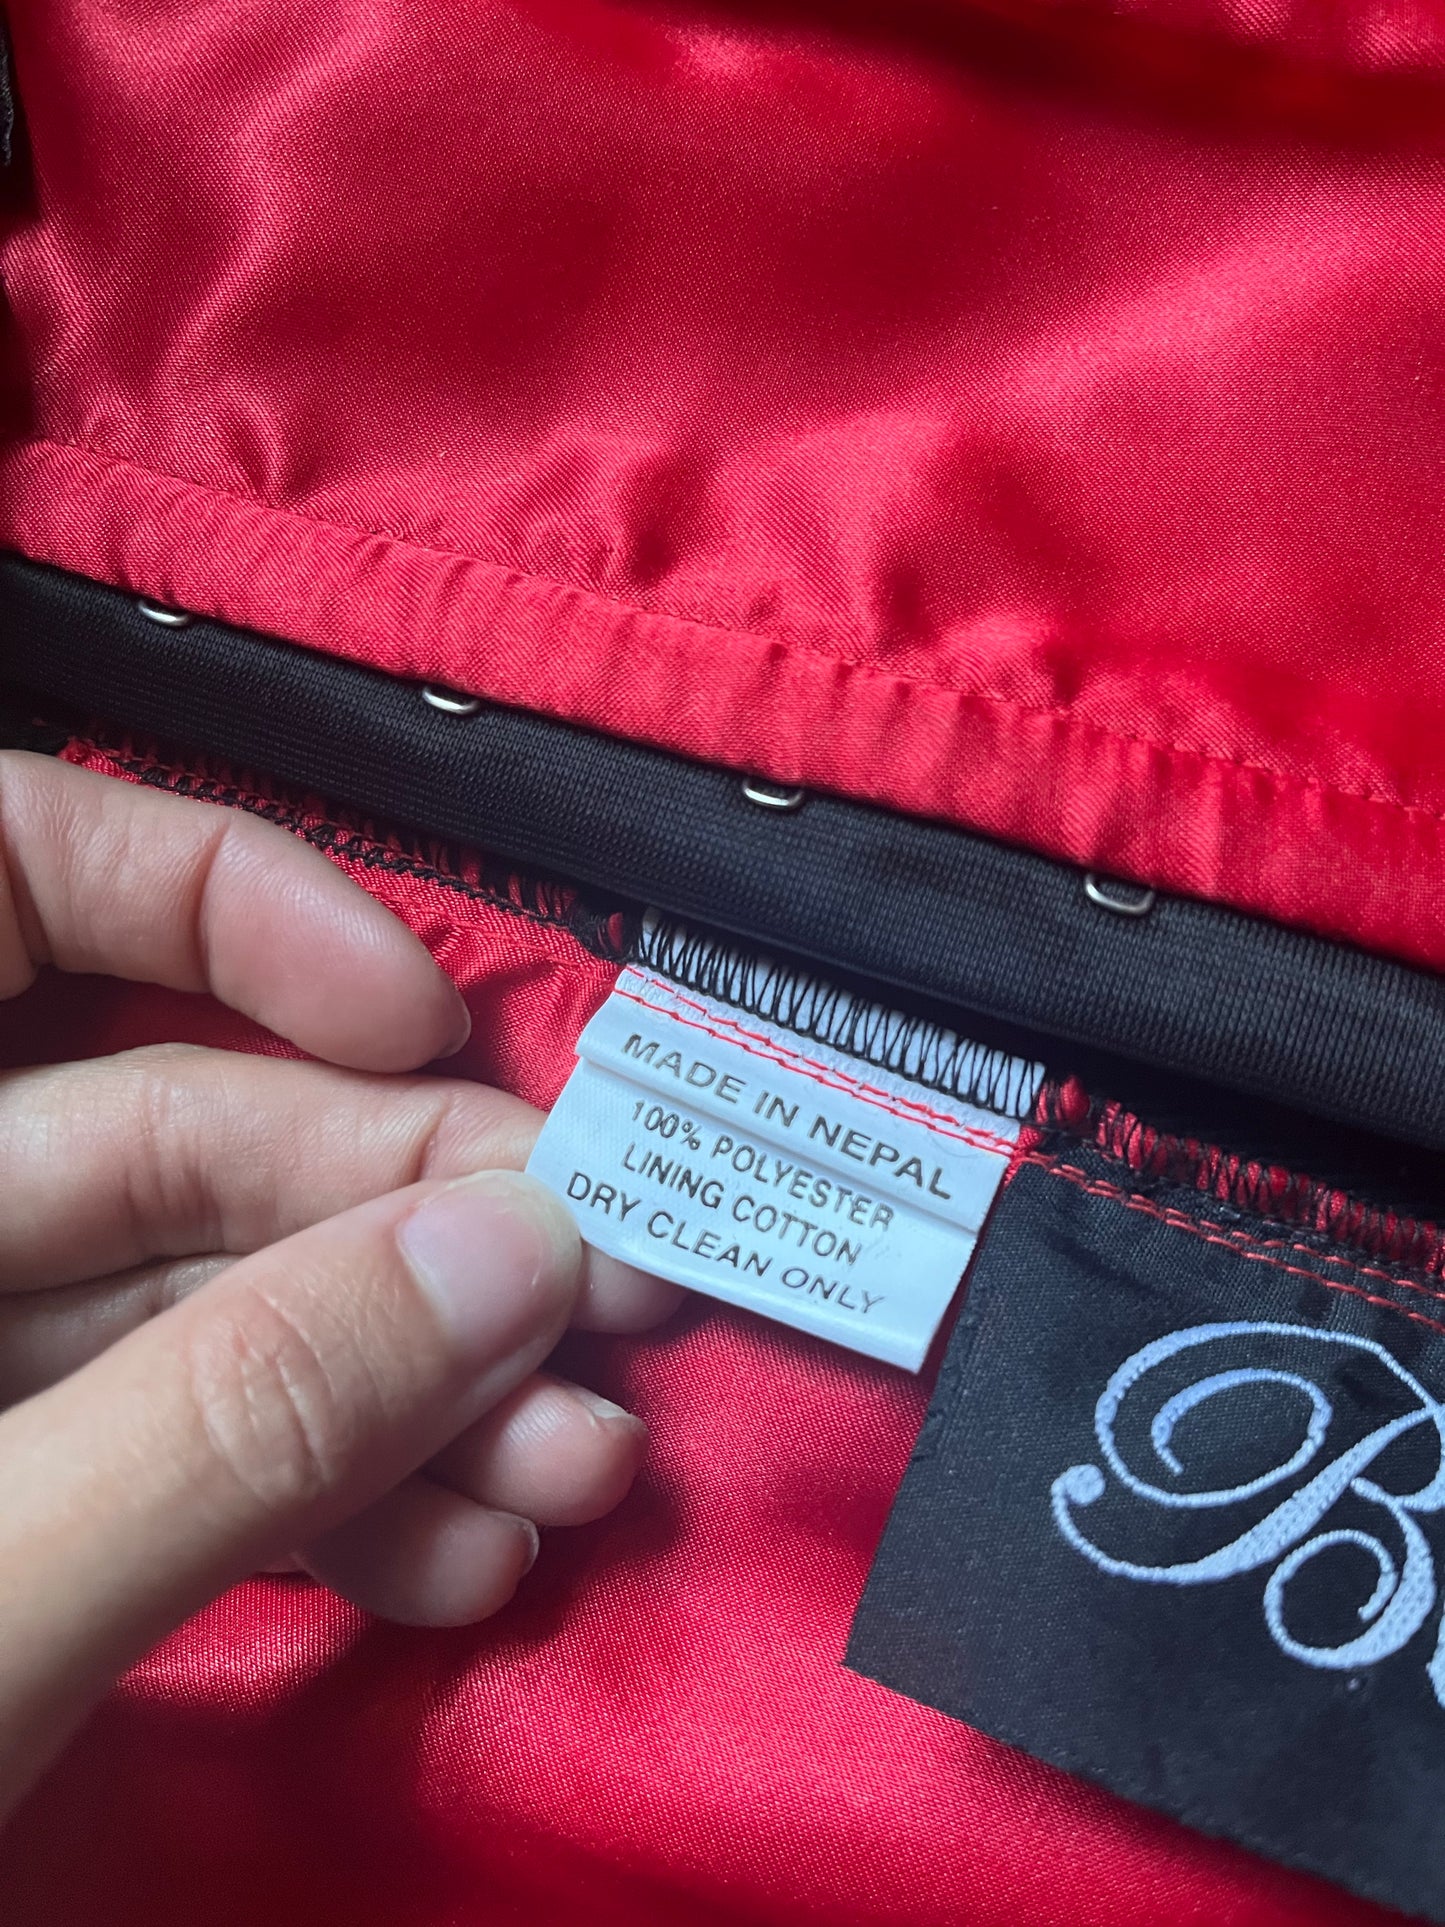 MADE IN NEPAL
100% POLYESTER
LINING COTTON
DRY CLEAN ONLY
B